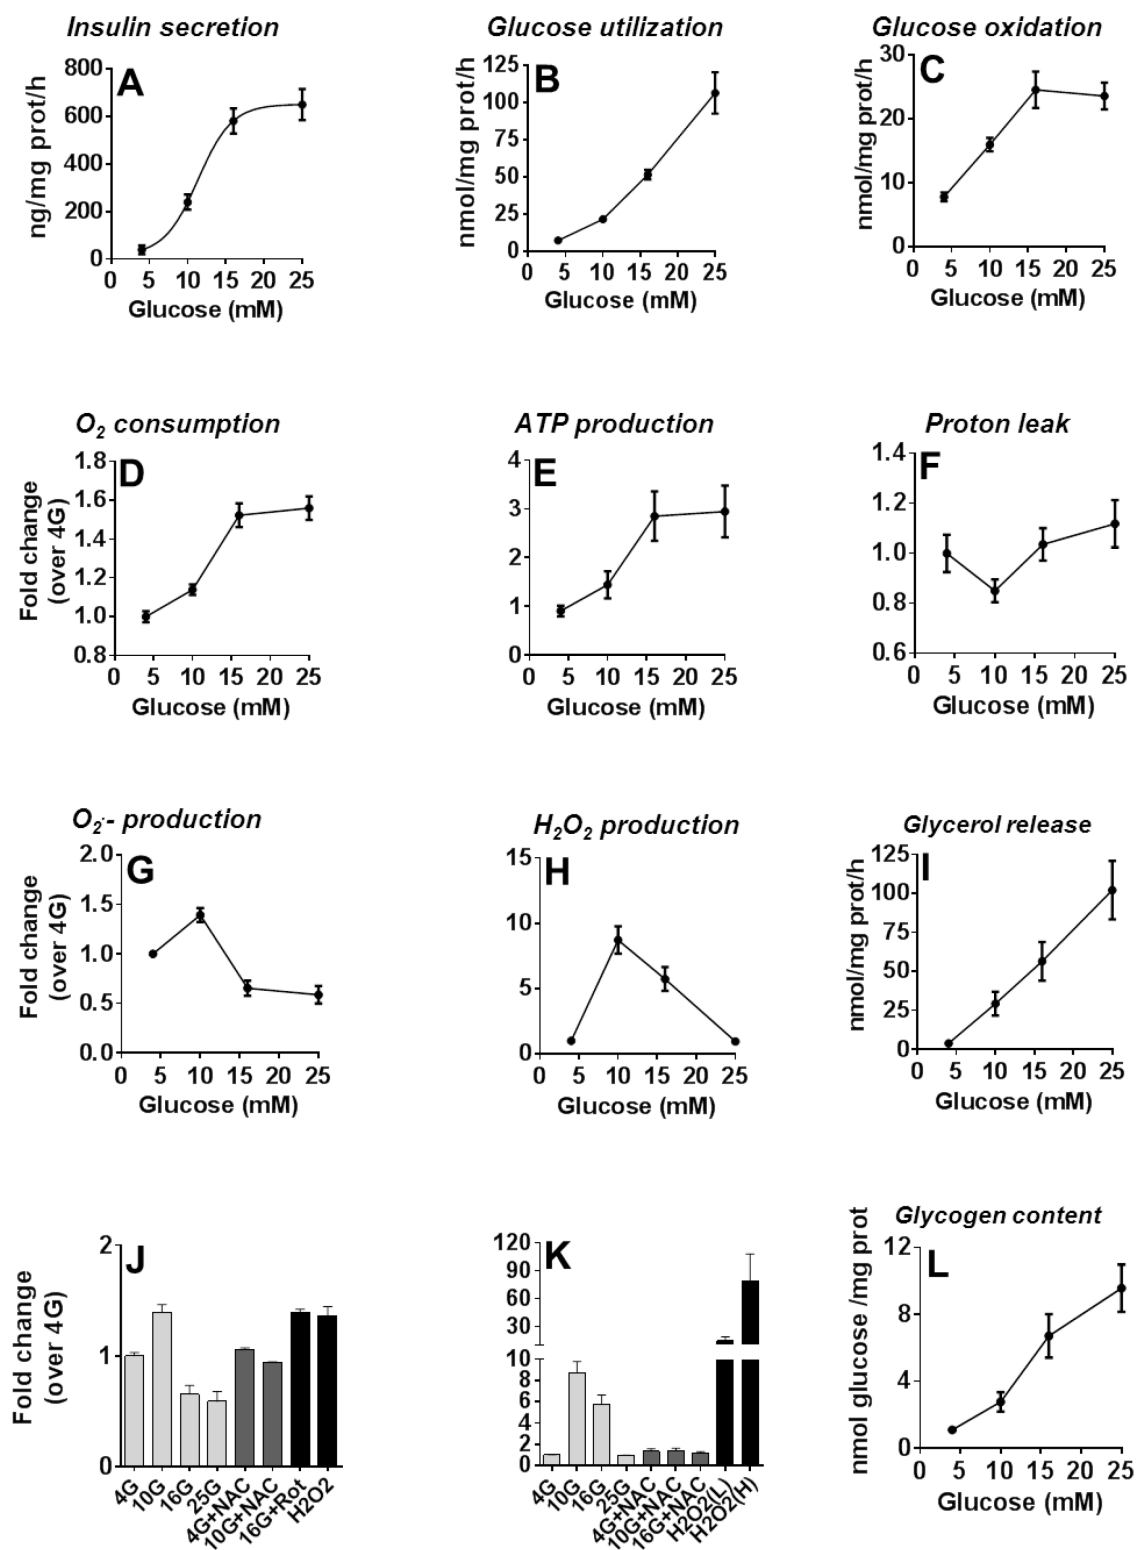 Insulin secretion
A
ng/mg prot/h
800
600
400
200
0
0 5 10 15 20 25
Glucose (mM)
Glucose utilization
B
nmol/mg prot/h
125
100
75
50
25
0
0 5 10 15 20 25
Glucose (mM)
Glucose oxidation
C
nmol/mg prot/h
30
20
10
0
0 5 10 15 20 25
Glucose (mM)
O2 consumption
D
Fold change
(over 4G)
1.8
1.6
1.4
1.2
1.0
0.8
0 5 10 15 20 25
Glucose (mM)
ATP production
E
4
3
2
1
0
0 5 10 15 20 25
Glucose (mM)
Proton leak
F
1.4
1.2
1.0
0.8
0.6
0 5 10 15 20 25
Glucose (mM)
O2·- production
G
Fold change
(over 4G)
2.0
1.5
1.0
0.5
0.0
0 5 10 15 20 25
Glucose (mM)
H2O2 production
H
15
10
5
0
0 5 10 15 20 25
Glucose (mM)
Glycerol release
I
nmol/mg prot/h
125
100
75
50
25
0
0 5 10 15 20 25
Glucose (mM)
J
Fold change
(over 4G)
2
1
0
4G
10G
16G
25G
4G+NAC
10G+NAC
16G+Rot
H2O2
K
120
90
60
30
10
8
6
4
2
0
4G
10G
16G
25G
4G+NAC
10G+NAC
16G+NAC
H2O2(L)
H2O2(H)
Glycogen content
L
nmol glucose /mg prot
12
8
4
0
0 5 10 15 20 25
Glucose (mM)